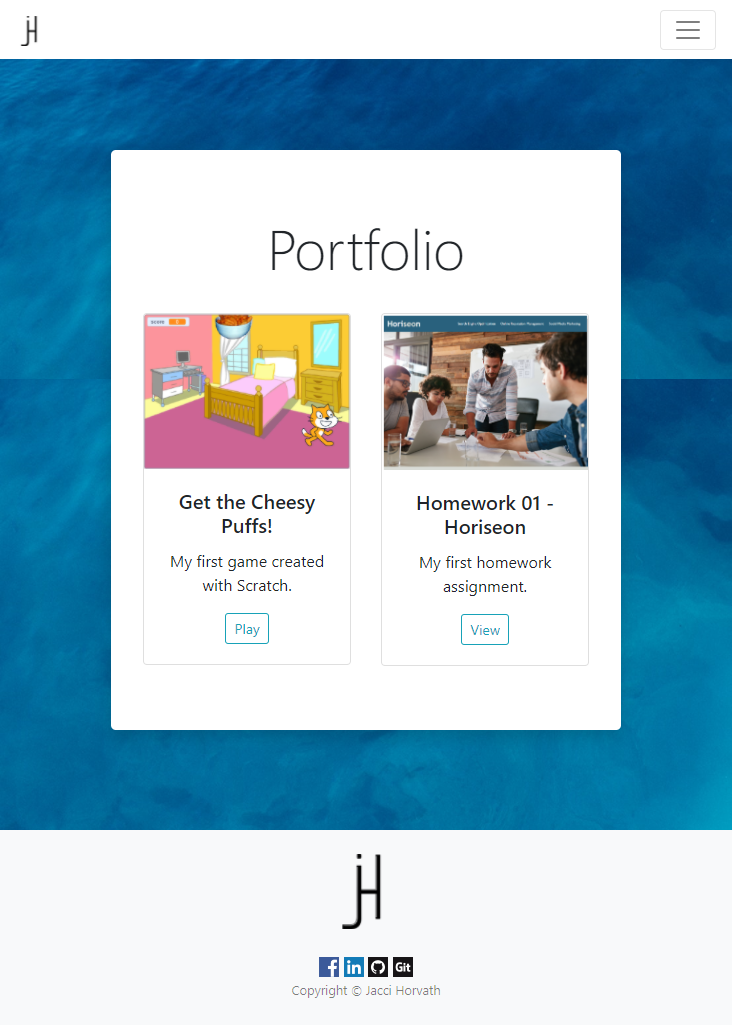 jH
Portfolio
score
Horiseon
Get the Cheesy
Puffs!
My first game created
with Scratch.
Play
Homework 01 -
Horiseon
My first homework
assignment.
View
jH
f in Git
Copyright © Jacci Horvath